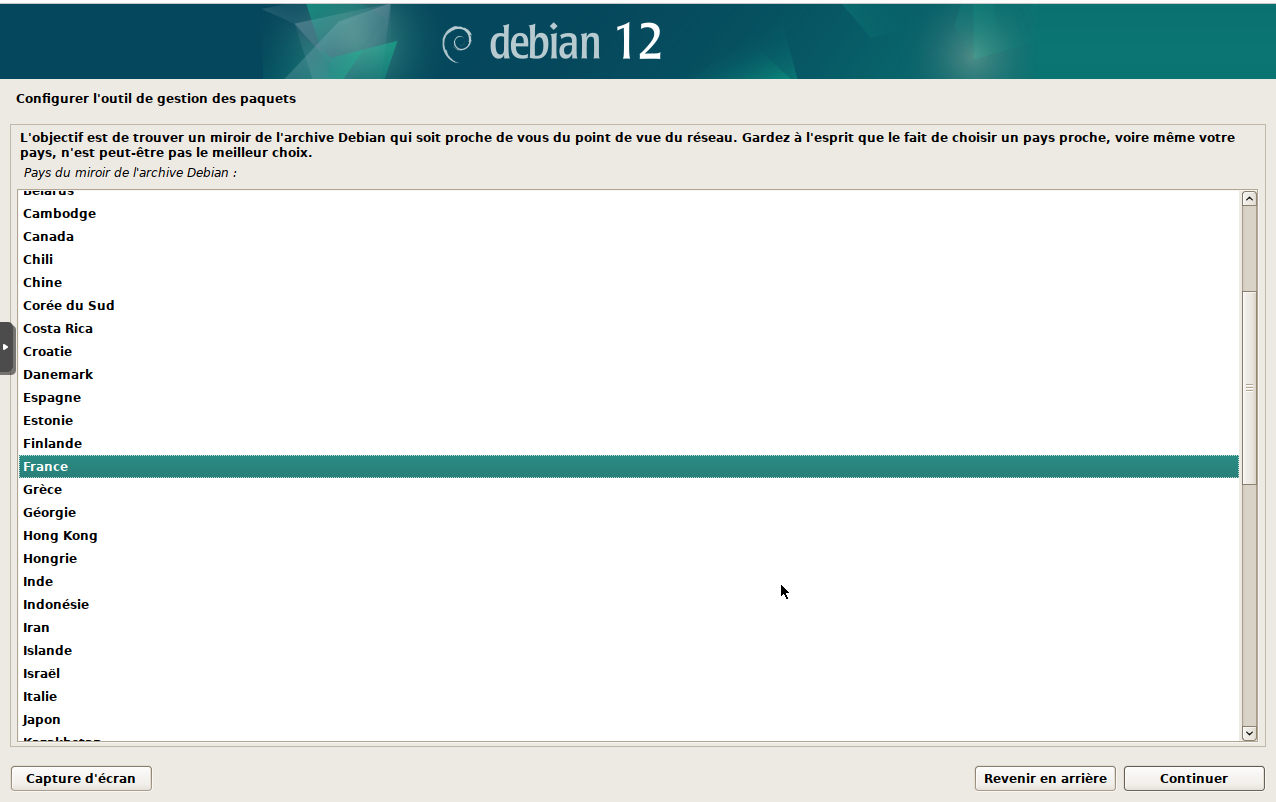 debian 12
Configurer l'outil de gestion des paquets
L'objectif est de trouver un miroir de l'archive Debian qui soit proche de vous du point de vue du réseau. Gardez à l'esprit que le fait de choisir un pays proche, voire même votre
pays, n'est peut-être pas le meilleur choix.
Pays du miroir de l'archive Debian :
Belarus
Cambodge
Canada
Chili
Chine
Corée du Sud
Costa Rica
Croatie
Danemark
Espagne
Estonie
Finlande
France
Grèce
Géorgie
Hong Kong
Hongrie
Inde
Indonésie
Iran
Islande
Israël
Italie
Japon
Kazakhstan
Capture d'écran
Revenir en arrière
Continuer